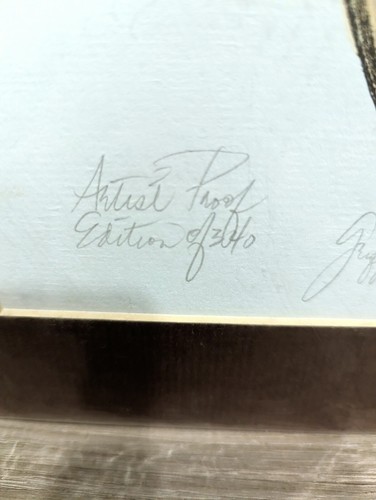 Artist Proof
Edition of 340